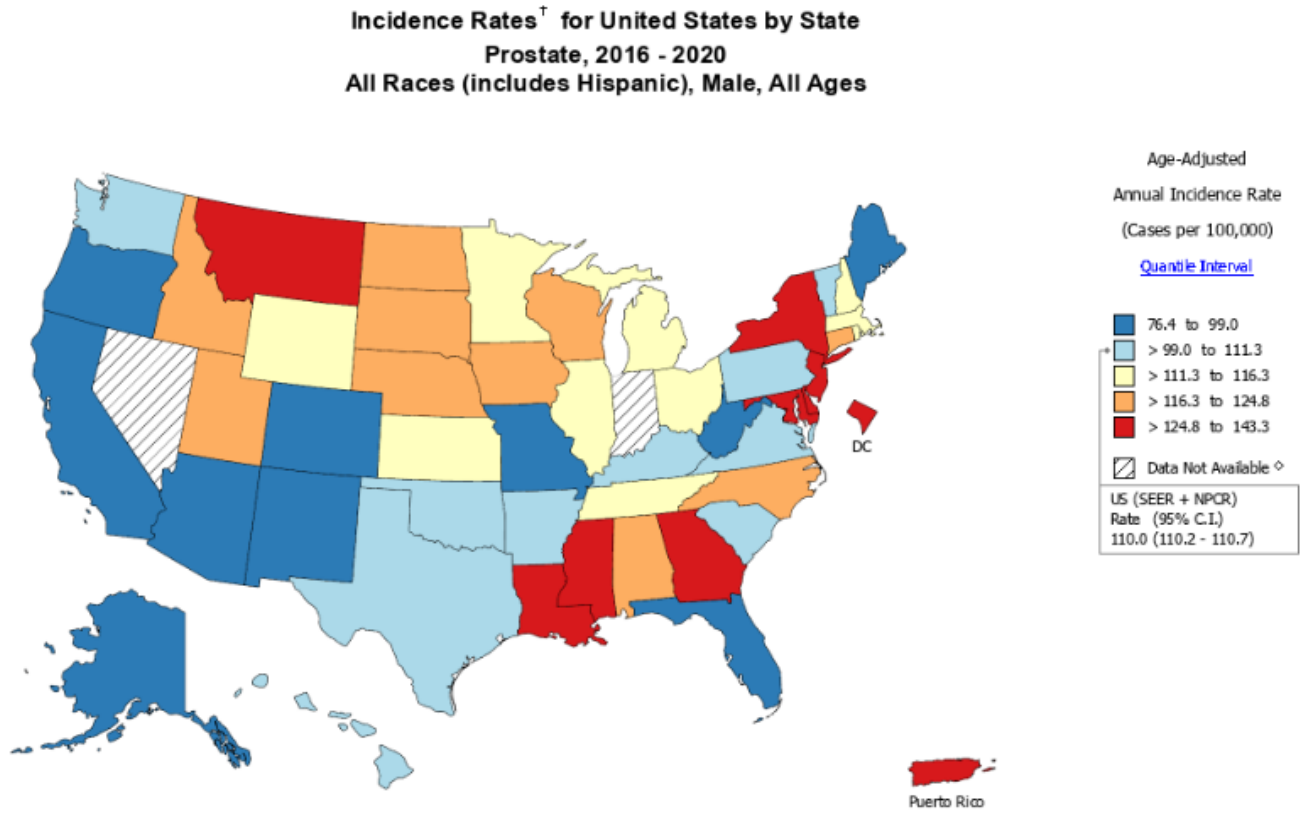 Incidence Rates† for United States by State
Prostate, 2016 - 2020
All Races (includes Hispanic), Male, All Ages
Age-Adjusted
Annual Incidence Rate
(Cases per 100,000)
Quantile Interval
76.4 to 99.0
> 99.0 to 111.3
> 111.3 to 116.3
> 116.3 to 124.8
> 124.8 to 143.3
Data Not Available ◇
US (SEER + NPCR)
Rate (95% C.I.)
110.0 (110.2 - 110.7)
DC
Puerto Rico